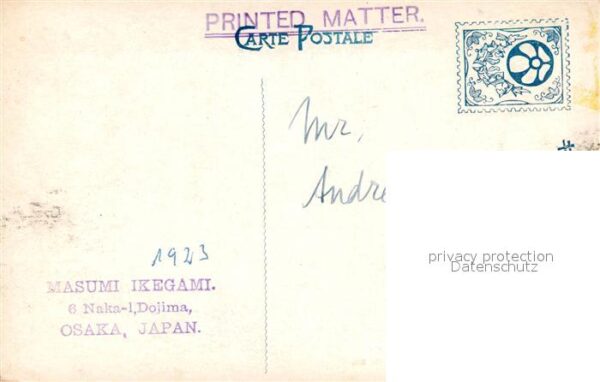 PRINTED MATTER.
CARTE POSTALE
Mr.
Andre
privacy protection
Datenschutz
1923
MASUMI IKEGAMI.
6 Naka-1,Dojima,
OSAKA, JAPAN.